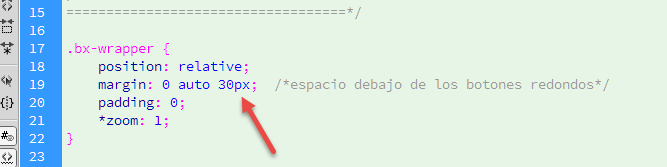 15 ===================================*/
16
17 .bx-wrapper {
18 position: relative;
19 margin: 0 auto 30px; /*espacio debajo de los botones redondos*/
20 padding: 0;
21 *zoom: 1;
22 }
23